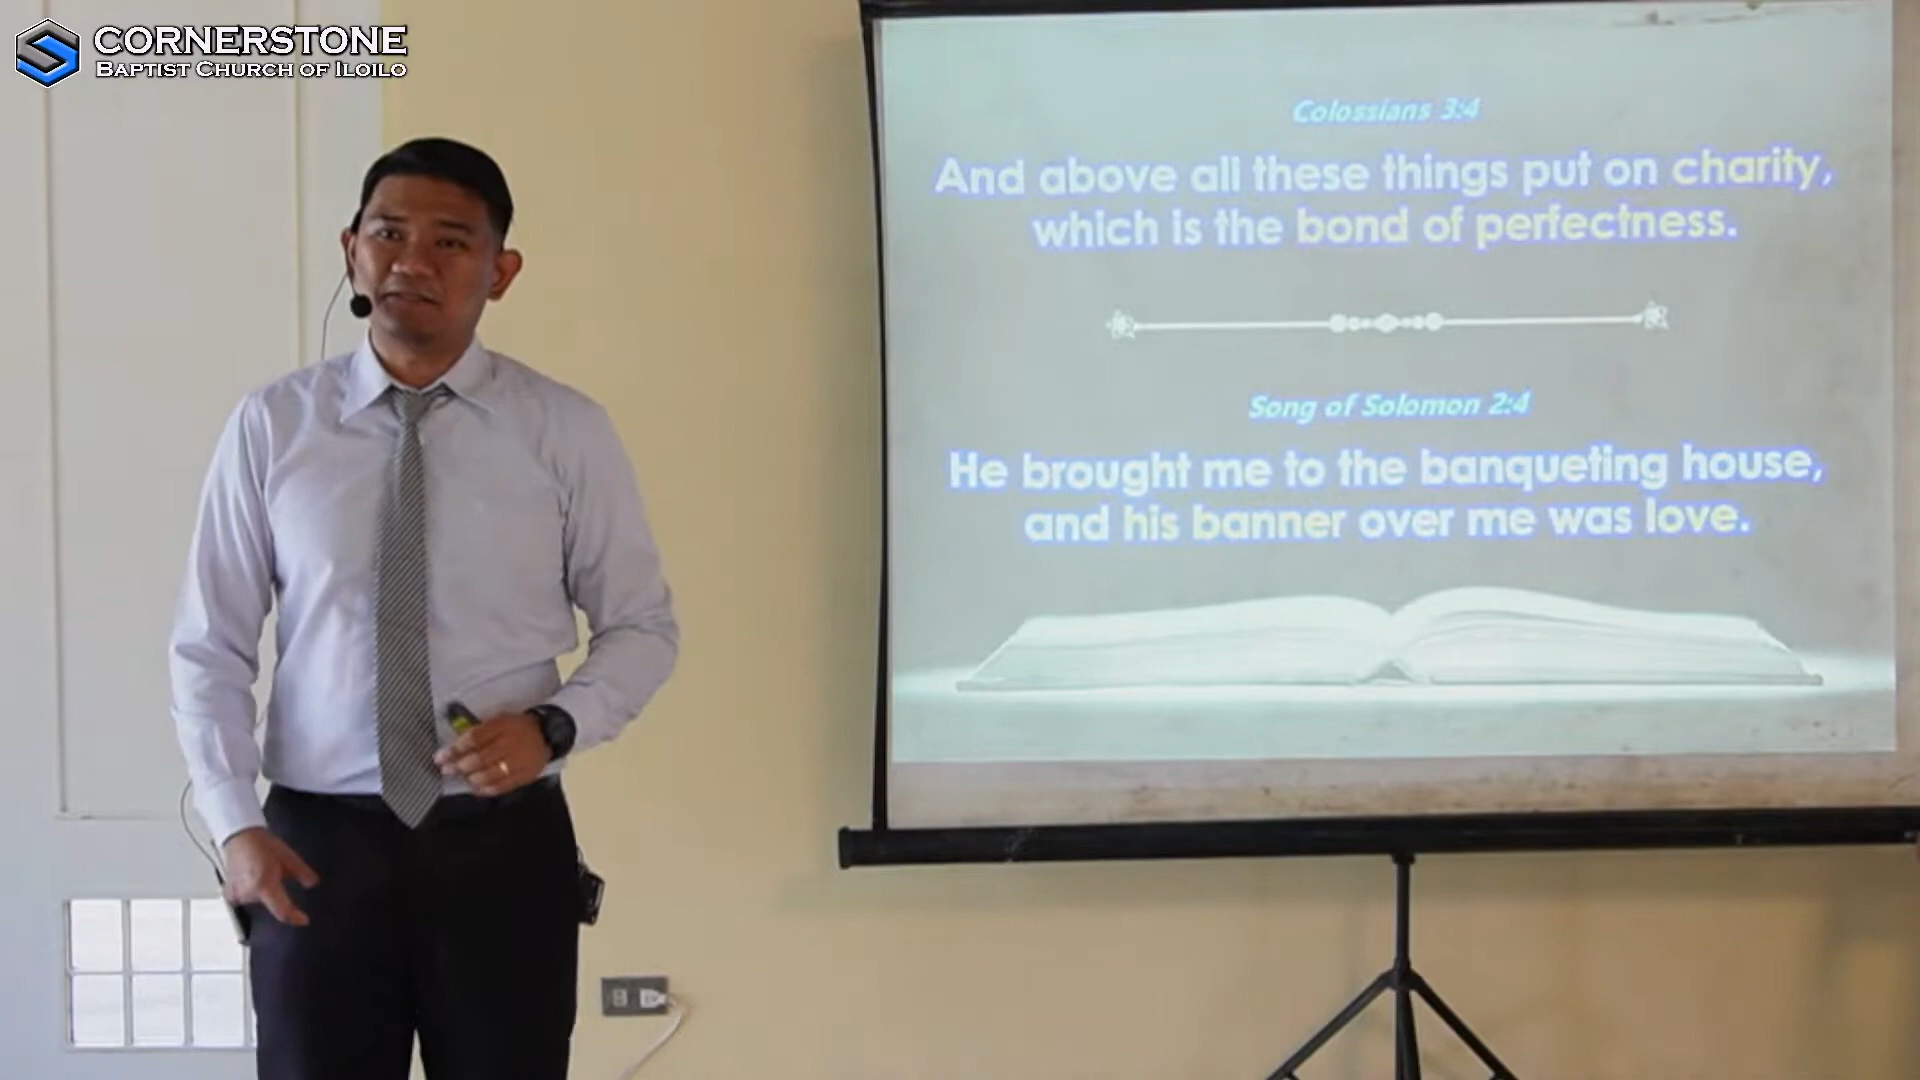 CORNERSTONE
BAPTIST CHURCH OF ILOILO
Colossians 3:4
And above all these things put on charity,
which is the bond of perfectness.
Song of Solomon 2:4
He brought me to the banqueting house,
and his banner over me was love.